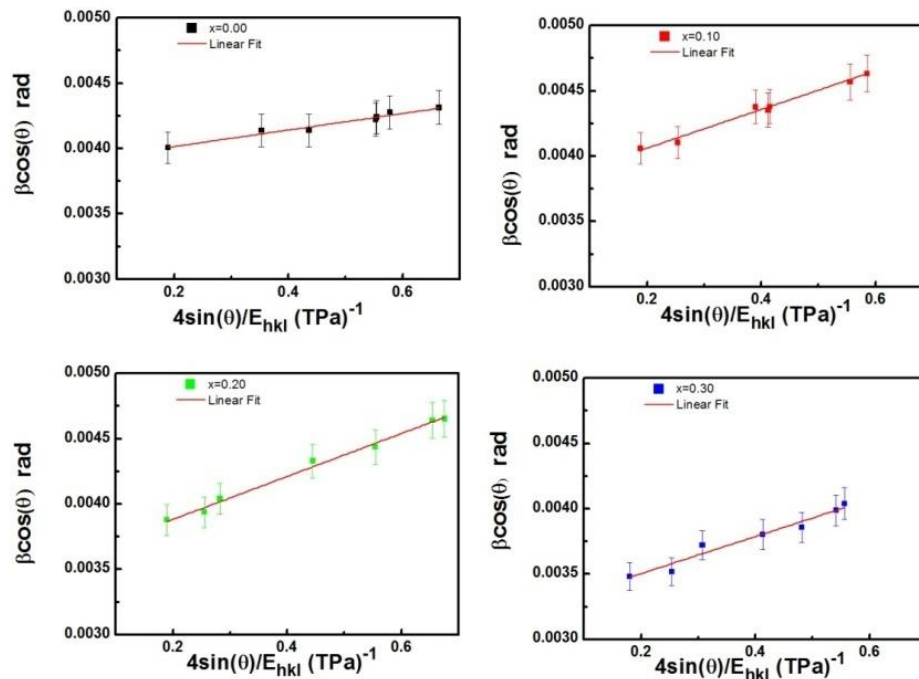 x=0.00
Linear Fit
0.0050
0.0045
0.0040
0.0035
0.0030
βcos(θ) rad
0.2 0.4 0.6
4sin(θ)/E_hkl (TPa)⁻¹
x=0.10
Linear Fit
0.0050
0.0045
0.0040
0.0035
0.0030
βcos(θ) rad
0.2 0.4 0.6
4sin(θ)/E_hkl (TPa)⁻¹
x=0.20
Linear Fit
0.0050
0.0045
0.0040
0.0035
0.0030
βcos(θ) rad
0.2 0.4 0.6
4sin(θ)/E_hkl (TPa)⁻¹
x=0.30
Linear Fit
0.0050
0.0045
0.0040
0.0035
0.0030
βcos(θ) rad
0.2 0.4 0.6
4sin(θ)/E_hkl (TPa)⁻¹